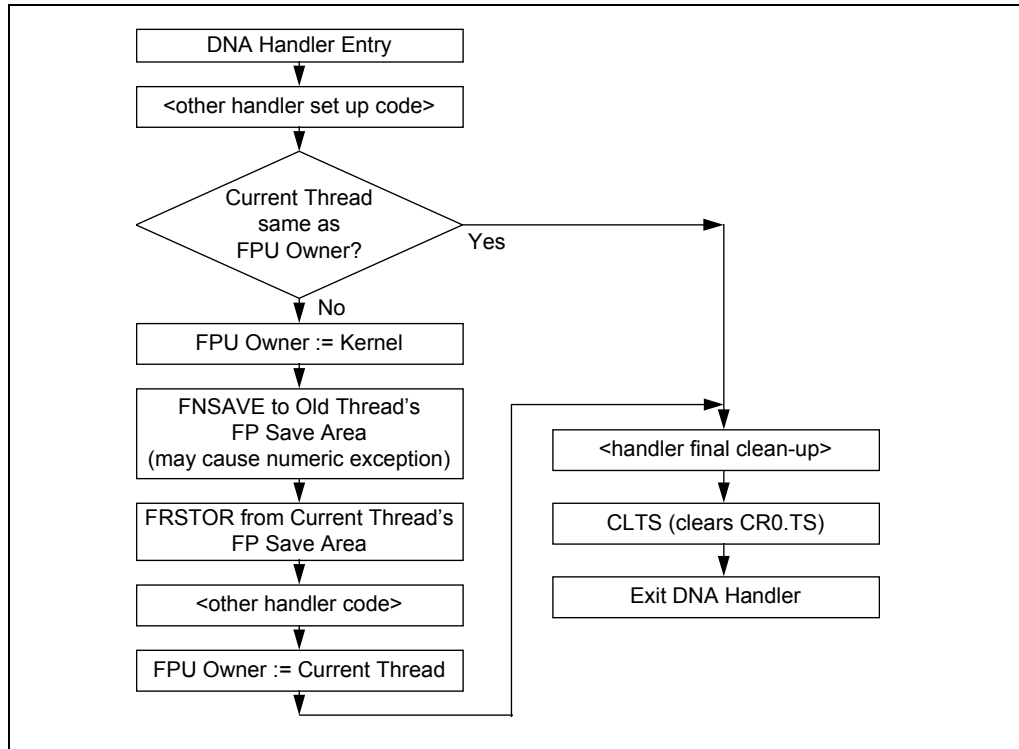 DNA Handler Entry
<other handler set up code>
Current Thread
same as
FPU Owner?
Yes
No
FPU Owner := Kernel
FNSAVE to Old Thread’s
FP Save Area
(may cause numeric exception)
FRSTOR from Current Thread’s
FP Save Area
<other handler code>
FPU Owner := Current Thread
<handler final clean-up>
CLTS (clears CR0.TS)
Exit DNA Handler